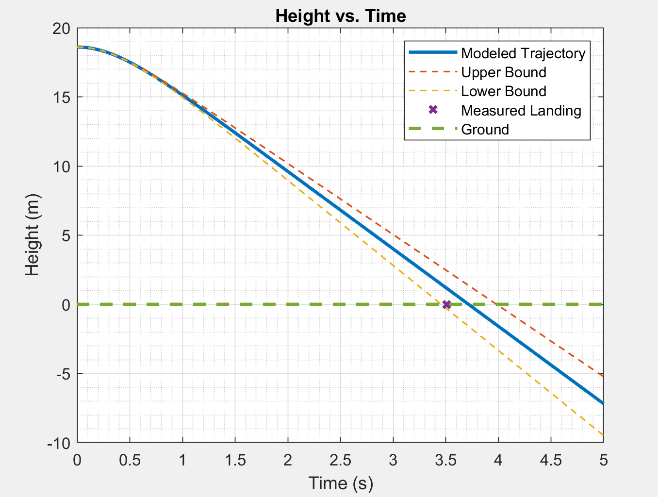 Height vs. Time
Modeled Trajectory
Upper Bound
Lower Bound
Measured Landing
Ground
20
15
10
5
0
-5
-10
Height (m)
0 0.5 1 1.5 2 2.5 3 3.5 4 4.5 5
Time (s)